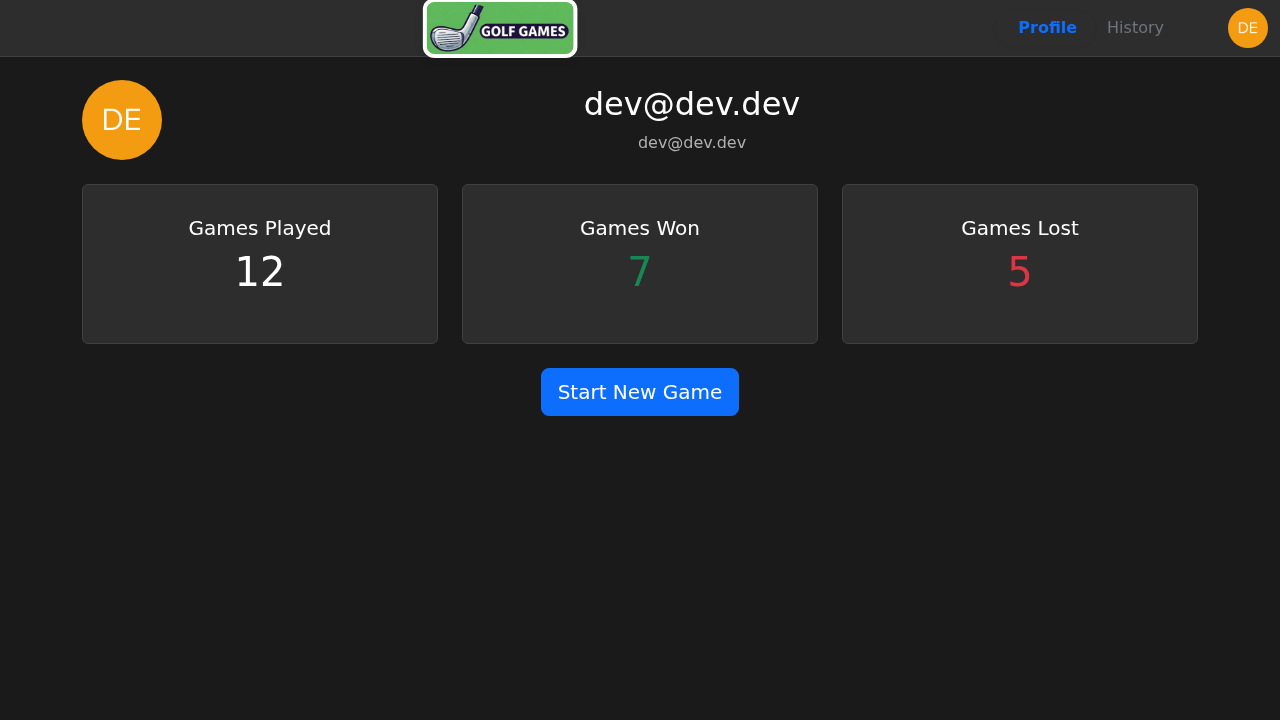 GOLF GAMES
Profile
History
DE
DE
dev@dev.dev
dev@dev.dev
Games Played
12
Games Won
7
Games Lost
5
Start New Game